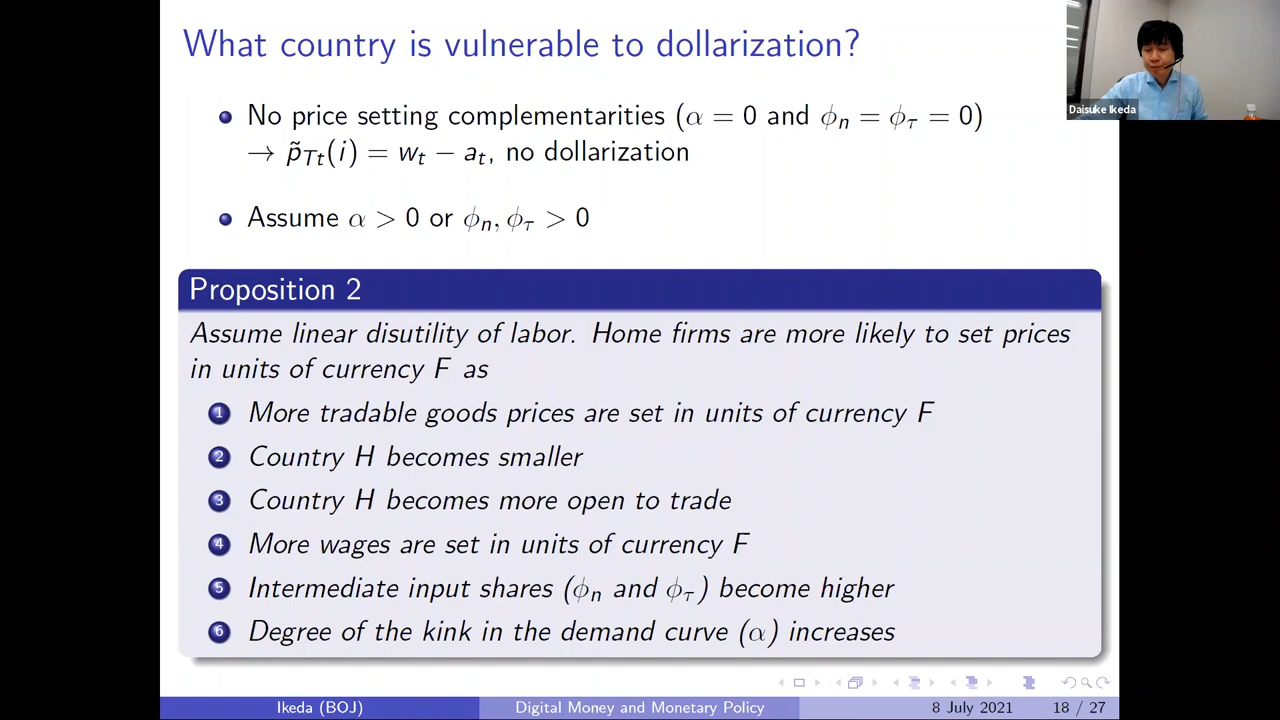 What country is vulnerable to dollarization?
Daisuke Ikeda
No price setting complementarities (α = 0 and ϕₙ = ϕ_τ = 0)
→ p̃_Tt(i) = w_t − a_t, no dollarization
Assume α > 0 or ϕₙ, ϕ_τ > 0
Proposition 2
Assume linear disutility of labor. Home firms are more likely to set prices
in units of currency F as
1 More tradable goods prices are set in units of currency F
2 Country H becomes smaller
3 Country H becomes more open to trade
4 More wages are set in units of currency F
5 Intermediate input shares (ϕₙ and ϕ_τ) become higher
6 Degree of the kink in the demand curve (α) increases
Ikeda (BOJ) Digital Money and Monetary Policy 8 July 2021 18 / 27